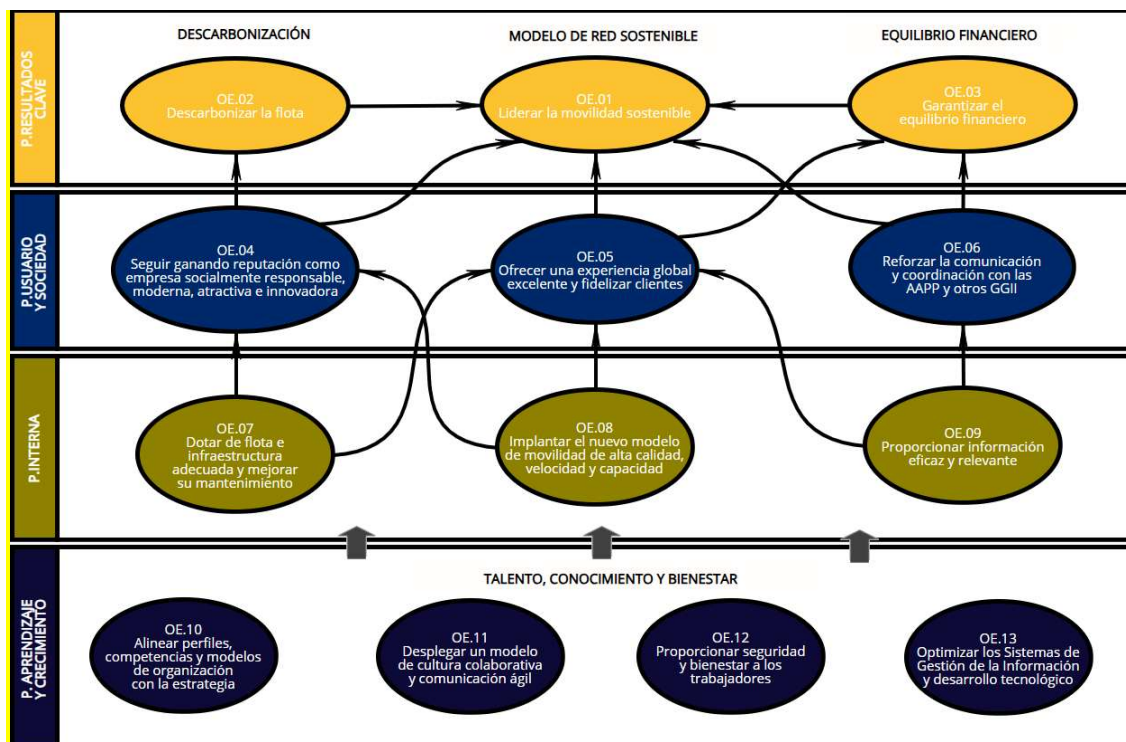 P.RESULTADOS
CLAVE
DESCARBONIZACIÓN
MODELO DE RED SOSTENIBLE
EQUILIBRIO FINANCIERO
OE.02
Descarbonizar la flota
OE.01
Liderar la movilidad sostenible
OE.03
Garantizar el
equilibrio financiero
P.USUARIO
Y SOCIEDAD
OE.04
Seguir ganando reputación como
empresa socialmente responsable,
moderna, atractiva e innovadora
OE.05
Ofrecer una experiencia global
excelente y fidelizar clientes
OE.06
Reforzar la comunicación
y coordinación con las
AAPP y otros GGII
P.INTERNA
OE.07
Dotar de flota e
infraestructura
adecuada y mejorar
su mantenimiento
OE.08
Implantar el nuevo modelo
de movilidad de alta calidad,
velocidad y capacidad
OE.09
Proporcionar información
eficaz y relevante
P. APRENDIZAJE
Y CRECIMIENTO
TALENTO, CONOCIMIENTO Y BIENESTAR
OE.10
Alinear perfiles,
competencias y modelos
de organización
con la estrategia
OE.11
Desplegar un modelo
de cultura colaborativa
y comunicación ágil
OE.12
Proporcionar seguridad
y bienestar a los
trabajadores
OE.13
Optimizar los Sistemas de
Gestión de la Información
y desarrollo tecnológico